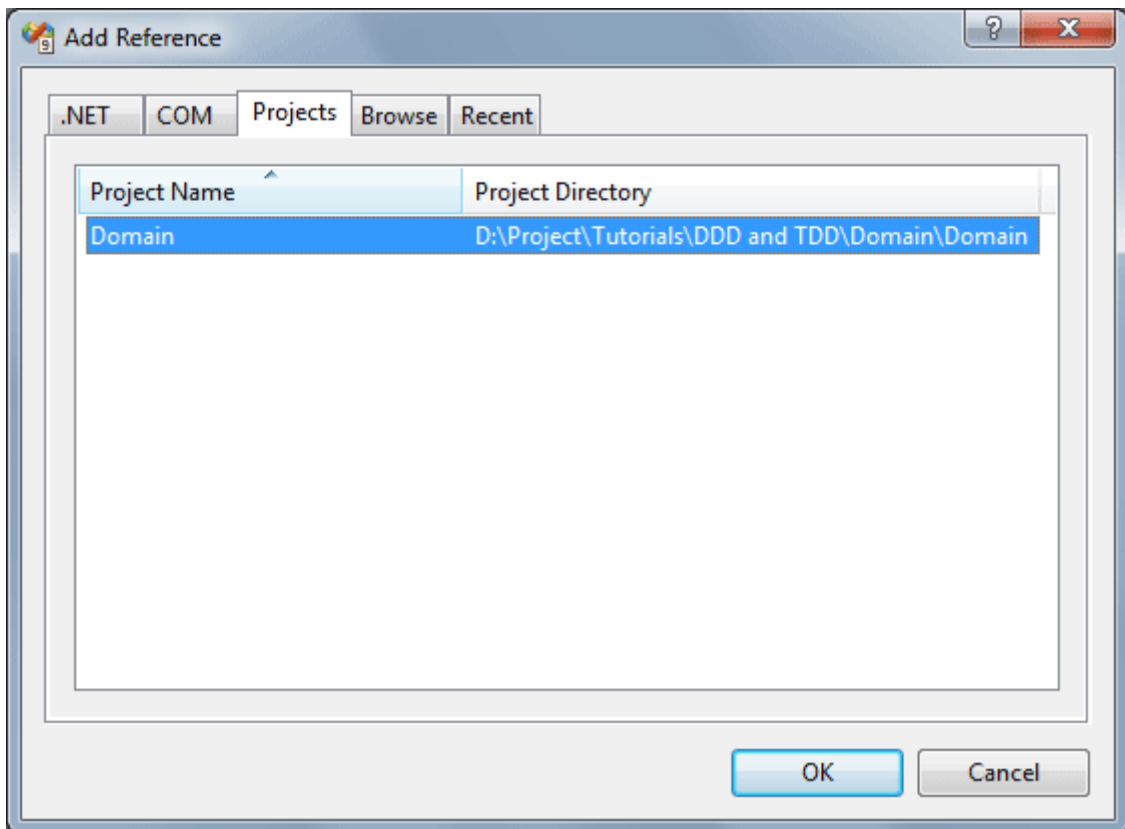 Add Reference
.NET COM Projects Browse Recent
Project Name Project Directory
Domain D:\Project\Tutorials\DDD and TDD\Domain\Domain
OK Cancel